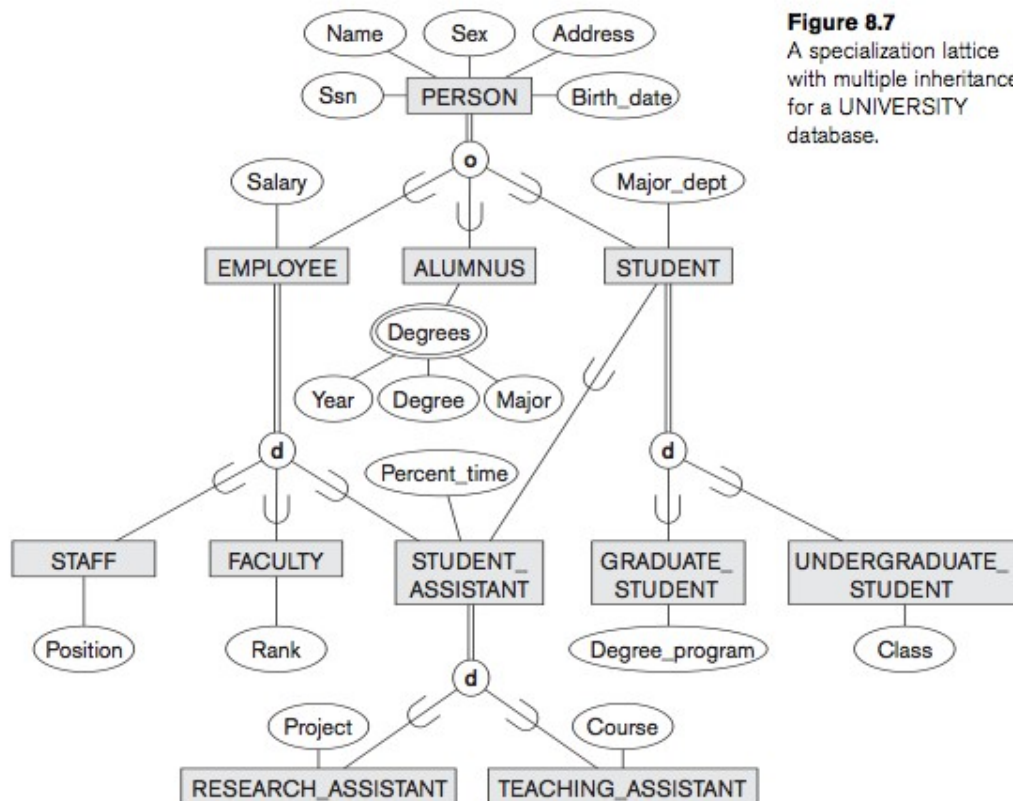 Figure 8.7
A specialization lattice
with multiple inheritance
for a UNIVERSITY
database.
Name
Sex
Address
Ssn
PERSON
Birth_date
o
Salary
Major_dept
EMPLOYEE
ALUMNUS
STUDENT
Degrees
Year
Degree
Major
d
d
Percent_time
STAFF
FACULTY
STUDENT_
ASSISTANT
GRADUATE_
STUDENT
UNDERGRADUATE_
STUDENT
Position
Rank
Degree_program
Class
d
Project
Course
RESEARCH_ASSISTANT
TEACHING_ASSISTANT